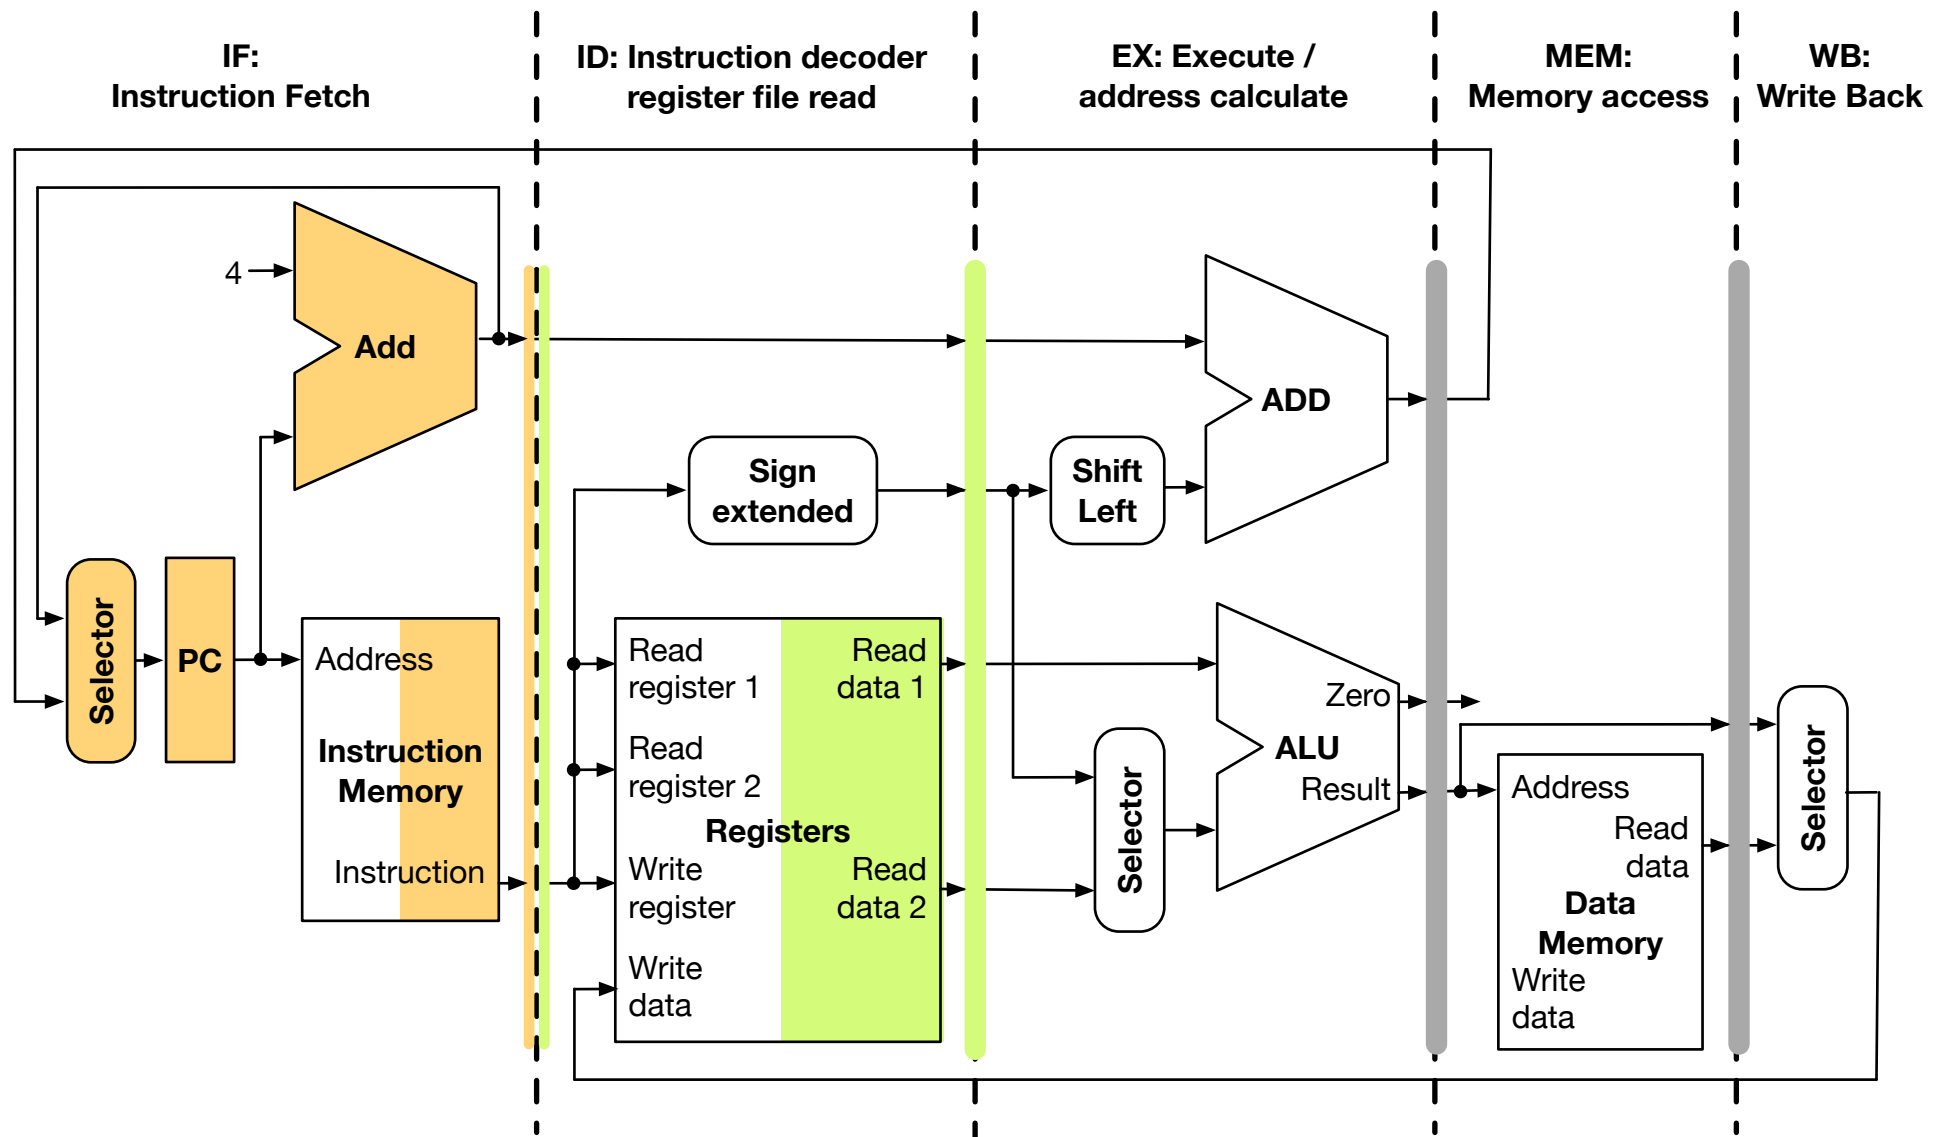 IF:
Instruction Fetch
ID: Instruction decoder
register file read
EX: Execute /
address calculate
MEM:
Memory access
WB:
Write Back
4
Add
ADD
Sign
extended
Shift
Left
Selector
PC
Address
Instruction
Memory
Instruction
Read
register 1
Read
data 1
Read
register 2
Registers
Write
register
Read
data 2
Write
data
Selector
Zero
ALU
Result
Address
Read
data
Data
Memory
Write
data
Selector